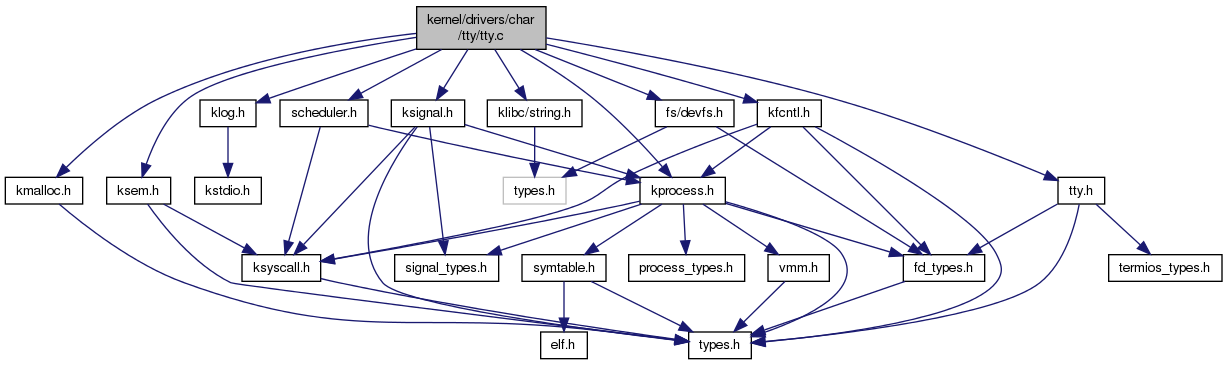 kernel/drivers/char
/tty/tty.c
klog.h
scheduler.h
ksignal.h
klibc/string.h
fs/devfs.h
kfcntl.h
kmalloc.h
ksem.h
kstdio.h
types.h
kprocess.h
tty.h
ksyscall.h
signal_types.h
symtable.h
process_types.h
vmm.h
fd_types.h
termios_types.h
elf.h
types.h